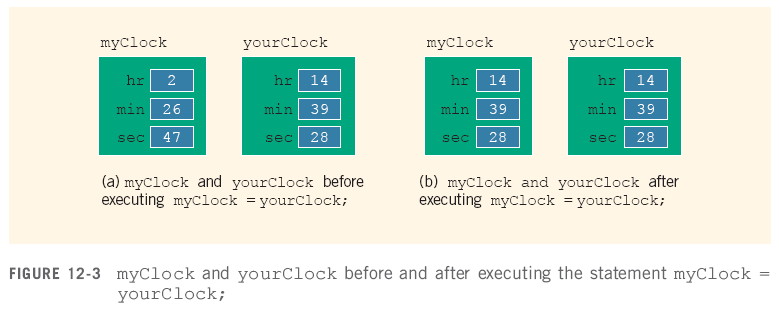 myClock yourClock myClock yourClock
hr 2 hr 14 hr 14 hr 14
min 26 min 39 min 39 min 39
sec 47 sec 28 sec 28 sec 28
(a) myClock and yourClock before
executing myClock = yourClock;
(b) myClock and yourClock after
executing myClock = yourClock;
FIGURE 12-3 myClock and yourClock before and after executing the statement myClock =
yourClock;